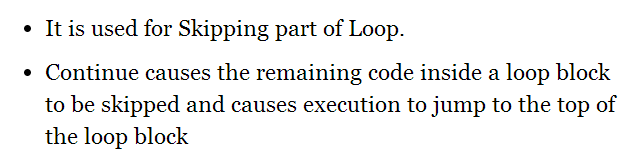 • It is used for Skipping part of Loop.
• Continue causes the remaining code inside a loop block
to be skipped and causes execution to jump to the top of
the loop block